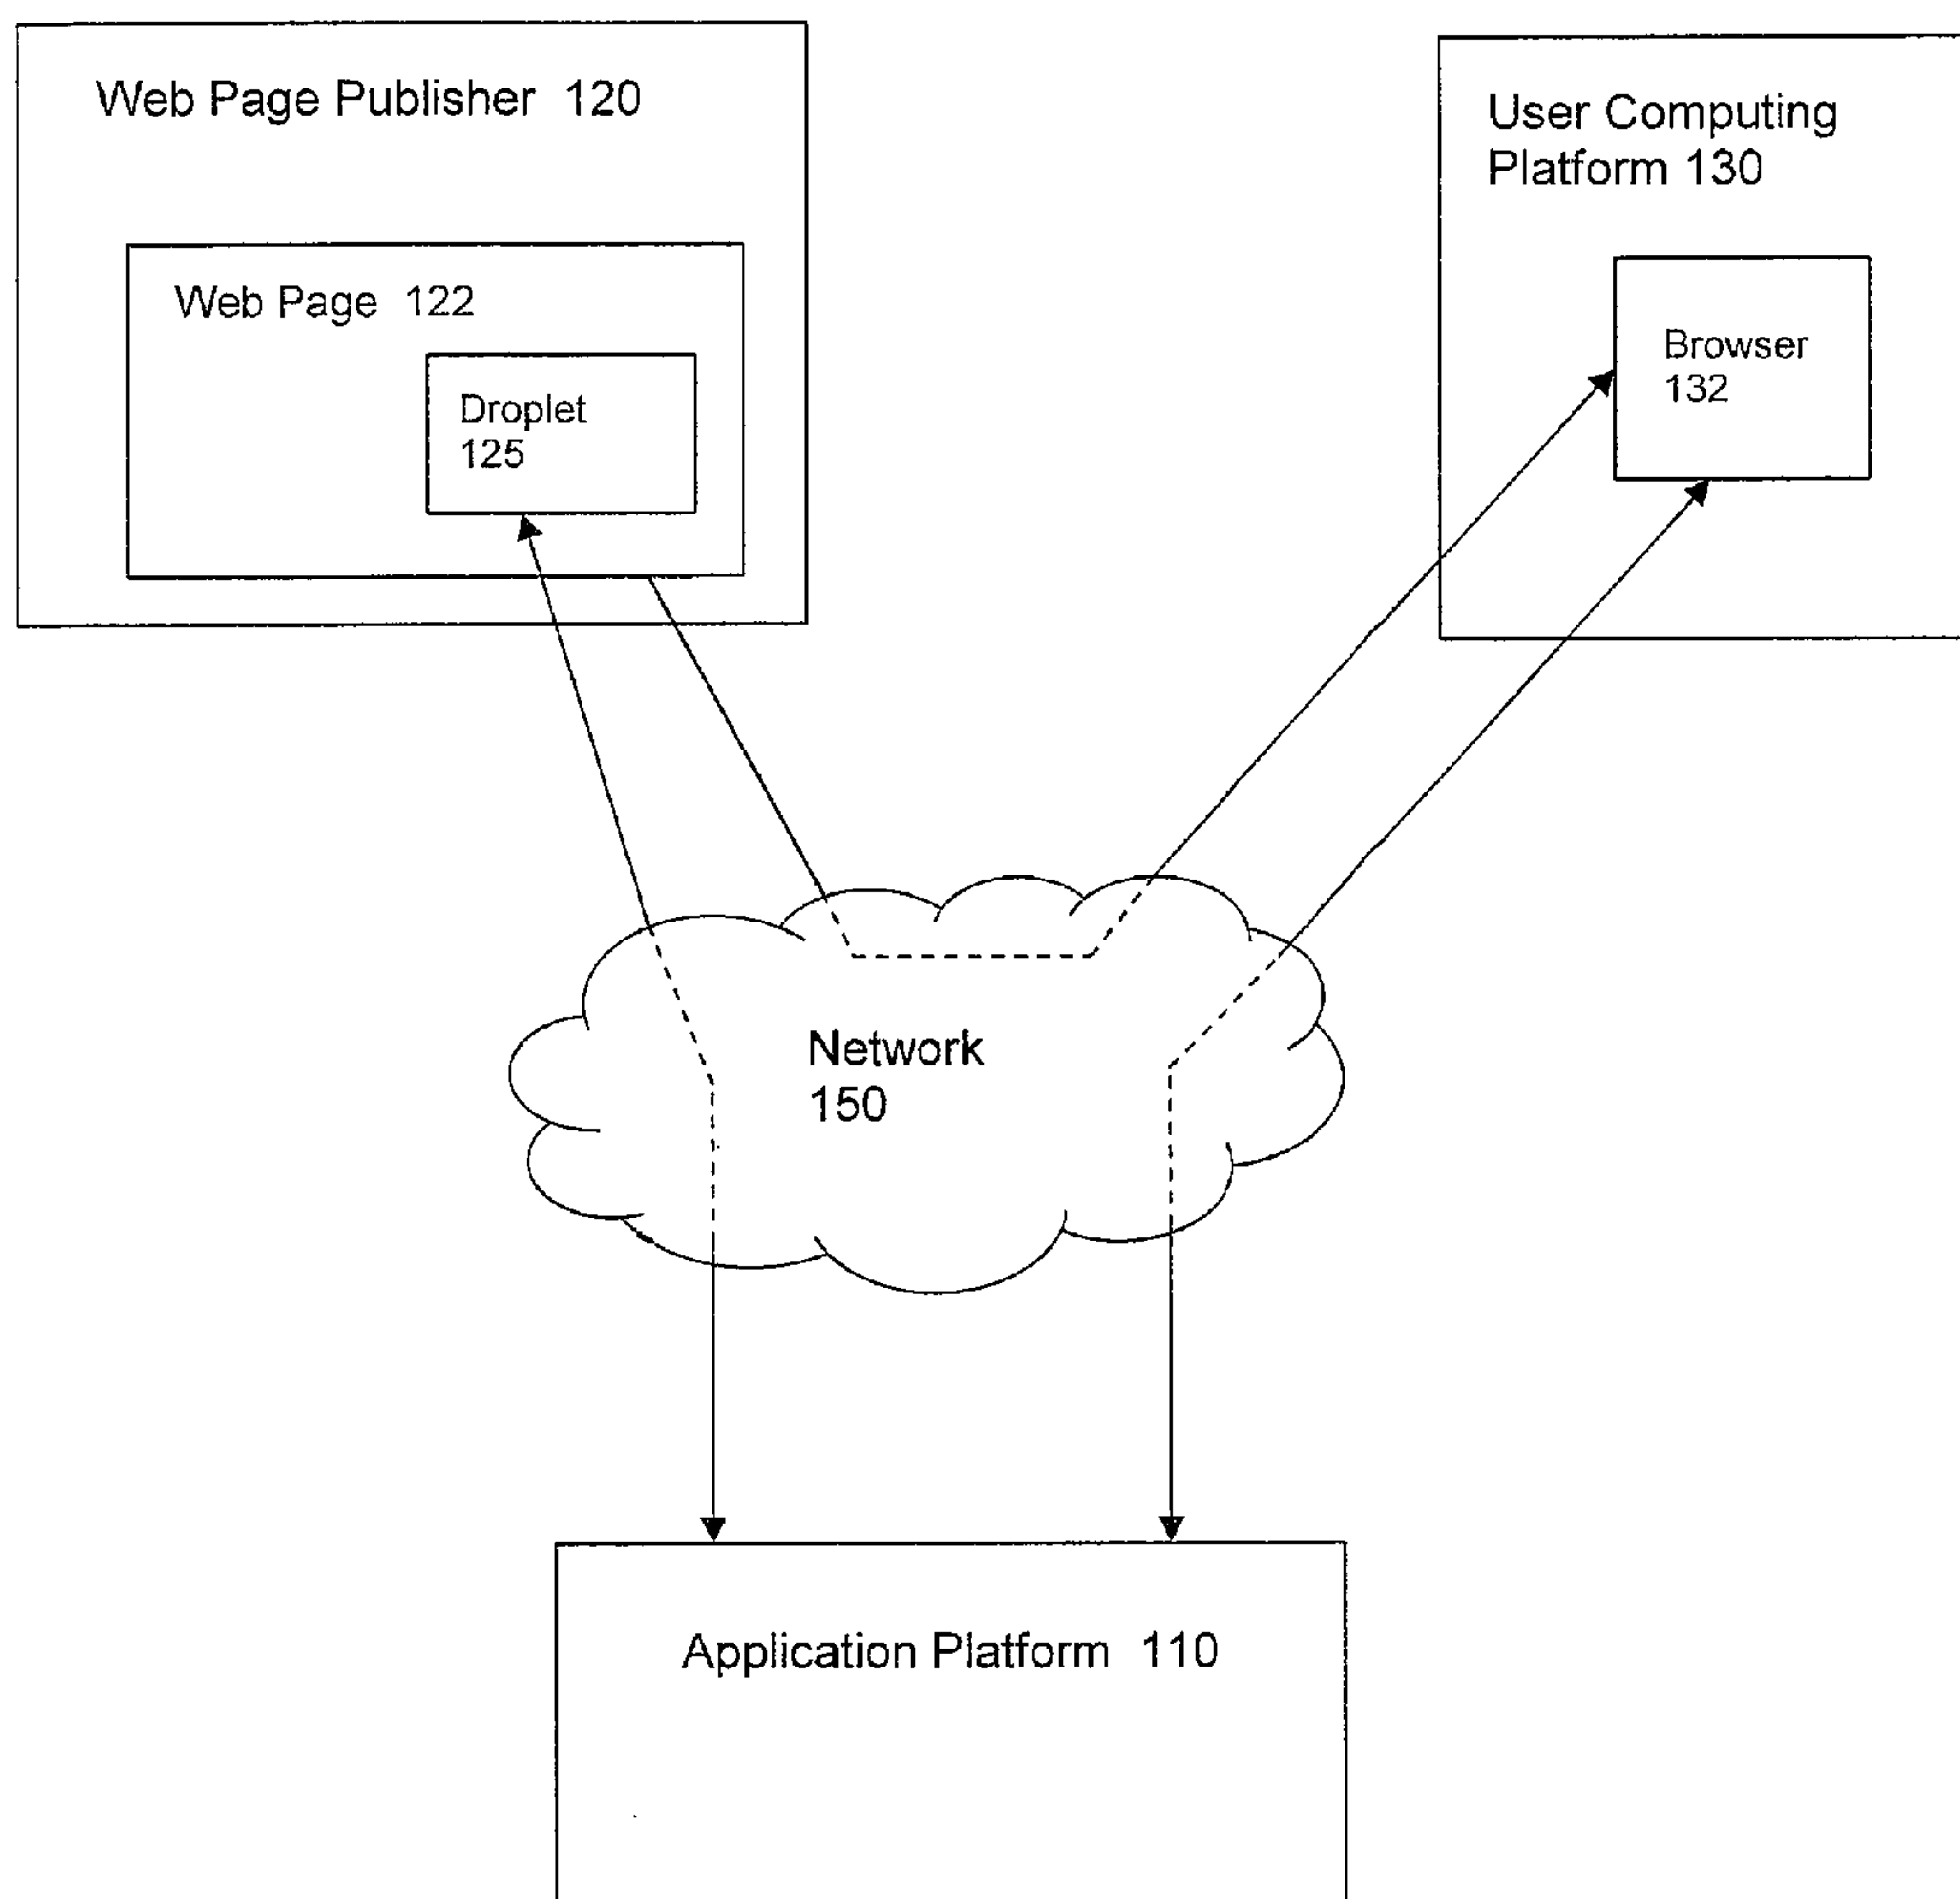 Web Page Publisher 120
User Computing
Platform 130
Web Page 122
Droplet
125
Browser
132
Network
150
Application Platform 110